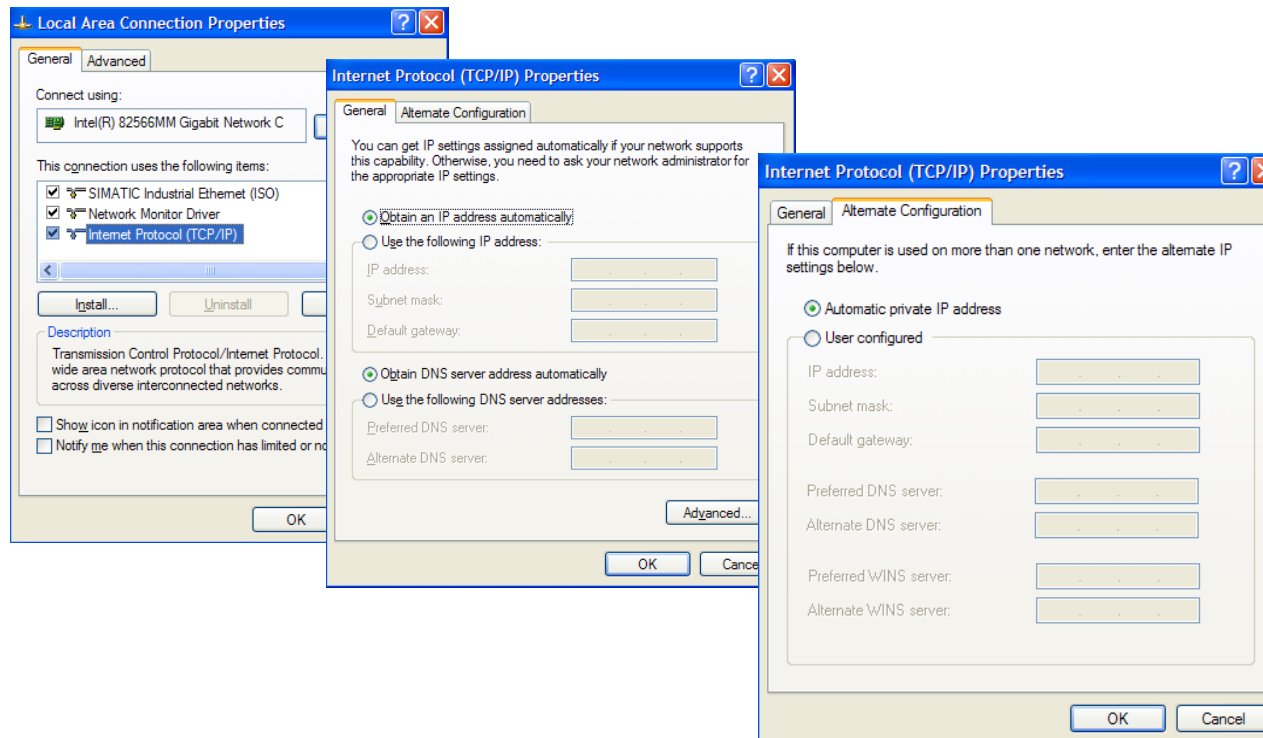 Local Area Connection Properties
General Advanced
Connect using:
Intel(R) 82566MM Gigabit Network C
This connection uses the following items:
SIMATIC Industrial Ethernet (ISO)
Network Monitor Driver
Internet Protocol (TCP/IP)
Install... Uninstall
Description
Transmission Control Protocol/Internet Protocol.
wide area network protocol that provides commu
across diverse interconnected networks.
Show icon in notification area when connected
Notify me when this connection has limited or no
OK
Internet Protocol (TCP/IP) Properties
General Alternate Configuration
You can get IP settings assigned automatically if your network supports
this capability. Otherwise, you need to ask your network administrator for
the appropriate IP settings.
Obtain an IP address automatically
Use the following IP address:
IP address:
Subnet mask:
Default gateway:
Obtain DNS server address automatically
Use the following DNS server addresses:
Preferred DNS server:
Alternate DNS server:
Advanced...
OK Cance
Internet Protocol (TCP/IP) Properties
General Alternate Configuration
If this computer is used on more than one network, enter the alternate IP
settings below.
Automatic private IP address
User configured
IP address:
Subnet mask:
Default gateway:
Preferred DNS server:
Alternate DNS server:
Preferred WINS server:
Alternate WINS server:
OK Cancel